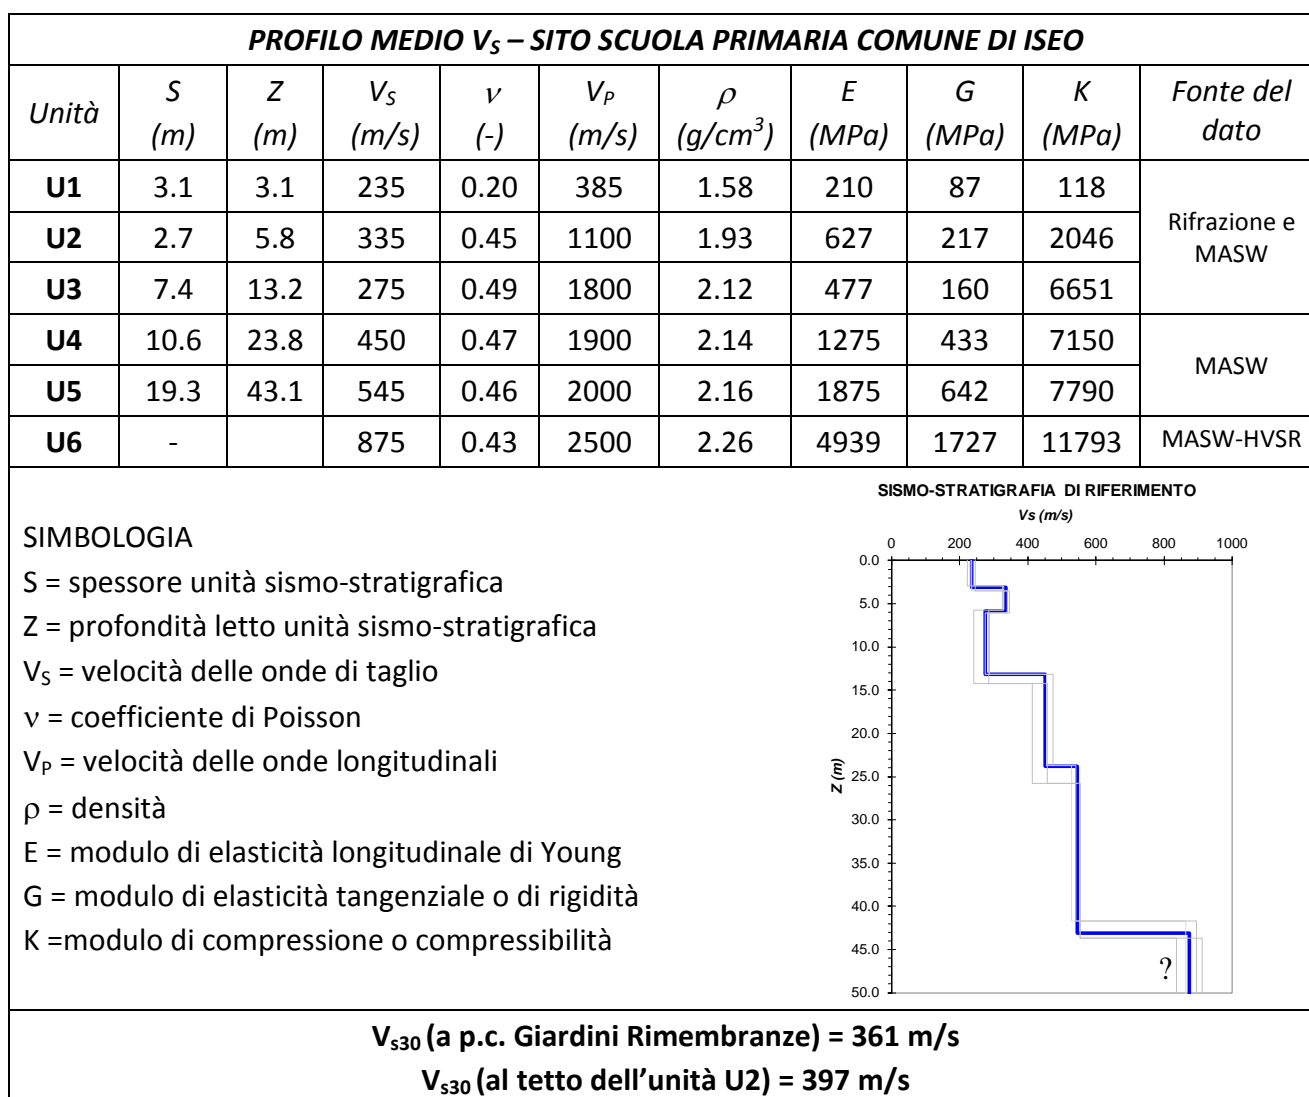 PROFILO MEDIO VS – SITO SCUOLA PRIMARIA COMUNE DI ISEO
Unità S (m) Z (m) VS (m/s) ν (-) VP (m/s) ρ (g/cm3) E (MPa) G (MPa) K (MPa) Fonte del dato
U1 3.1 3.1 235 0.20 385 1.58 210 87 118 Rifrazione e MASW
U2 2.7 5.8 335 0.45 1100 1.93 627 217 2046
U3 7.4 13.2 275 0.49 1800 2.12 477 160 6651
U4 10.6 23.8 450 0.47 1900 2.14 1275 433 7150 MASW
U5 19.3 43.1 545 0.46 2000 2.16 1875 642 7790
U6 - 875 0.43 2500 2.26 4939 1727 11793 MASW-HVSR
SIMBOLOGIA
S = spessore unità sismo-stratigrafica
Z = profondità letto unità sismo-stratigrafica
VS = velocità delle onde di taglio
ν = coefficiente di Poisson
VP = velocità delle onde longitudinali
ρ = densità
E = modulo di elasticità longitudinale di Young
G = modulo di elasticità tangenziale o di rigidità
K =modulo di compressione o compressibilità
SISMO-STRATIGRAFIA DI RIFERIMENTO
Vs (m/s)
0 200 400 600 800 1000
0.0
5.0
10.0
15.0
20.0
25.0
30.0
35.0
40.0
45.0
50.0
Z (m)
?
Vs30 (a p.c. Giardini Rimembranze) = 361 m/s
Vs30 (al tetto dell'unità U2) = 397 m/s